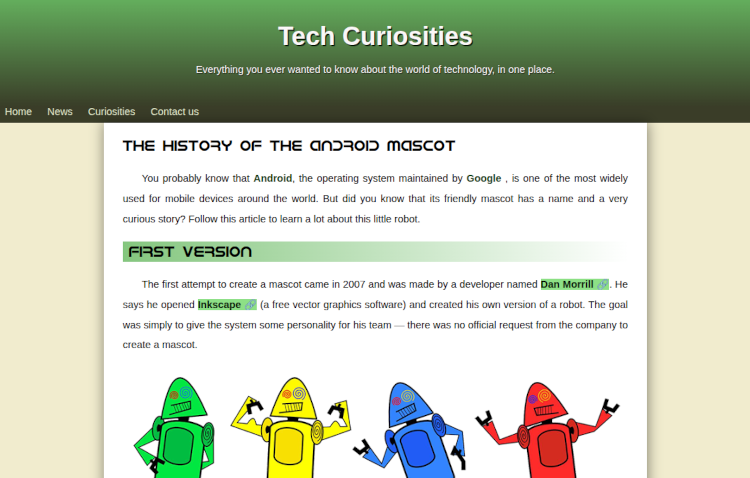 Tech Curiosities
Everything you ever wanted to know about the world of technology, in one place.
Home News Curiosities Contact us
The History of the Android Mascot
You probably know that Android, the operating system maintained by Google , is one of the most widely
used for mobile devices around the world. But did you know that its friendly mascot has a name and a very
curious story? Follow this article to learn a lot about this little robot.
First Version
The first attempt to create a mascot came in 2007 and was made by a developer named Dan Morrill 🔗. He
says he opened Inkscape 🔗 (a free vector graphics software) and created his own version of a robot. The goal
was simply to give the system some personality for his team — there was no official request from the company to
create a mascot.